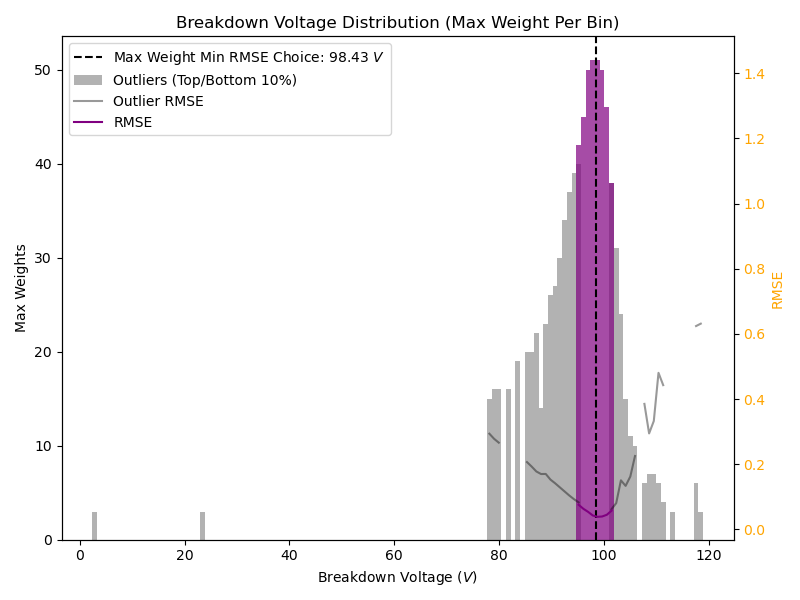 Breakdown Voltage Distribution (Max Weight Per Bin)
Max Weight Min RMSE Choice: 98.43 V
Outliers (Top/Bottom 10%)
Outlier RMSE
RMSE
Max Weights
50
40
30
20
10
0
1.4
1.2
1.0
0.8
0.6
0.4
0.2
0.0
RMSE
0 20 40 60 80 100 120
Breakdown Voltage (V)